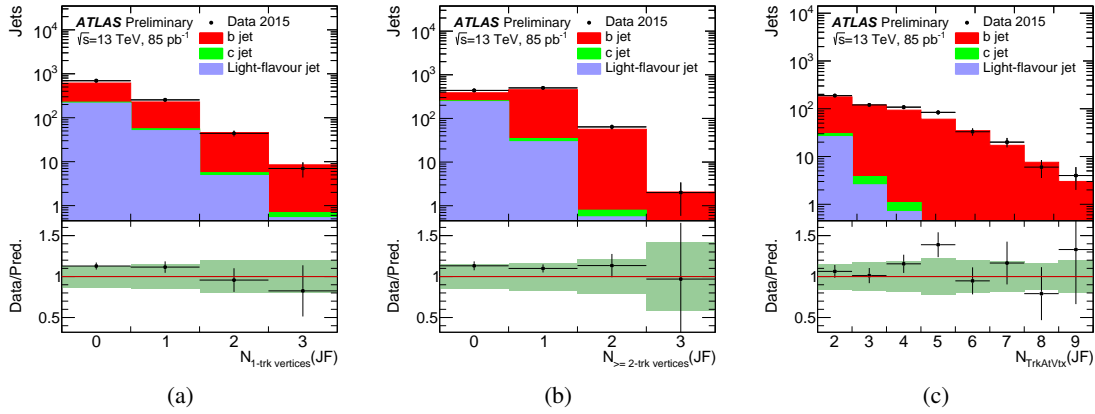 Jets
ATLAS Preliminary
√s=13 TeV, 85 pb⁻¹
Data 2015
b jet
c jet
Light-flavour jet
10⁴
10³
10²
10
1
Data/Pred.
1.5
1
0.5
0 1 2 3
N1-trk vertices(JF)
(a)
Jets
ATLAS Preliminary
√s=13 TeV, 85 pb⁻¹
Data 2015
b jet
c jet
Light-flavour jet
10⁴
10³
10²
10
1
Data/Pred.
1.5
1
0.5
0 1 2 3
N>= 2-trk vertices(JF)
(b)
Jets
ATLAS Preliminary
√s=13 TeV, 85 pb⁻¹
Data 2015
b jet
c jet
Light-flavour jet
10⁴
10³
10²
10
1
Data/Pred.
1.5
1
0.5
2 3 4 5 6 7 8 9
NTrkAtVtx(JF)
(c)